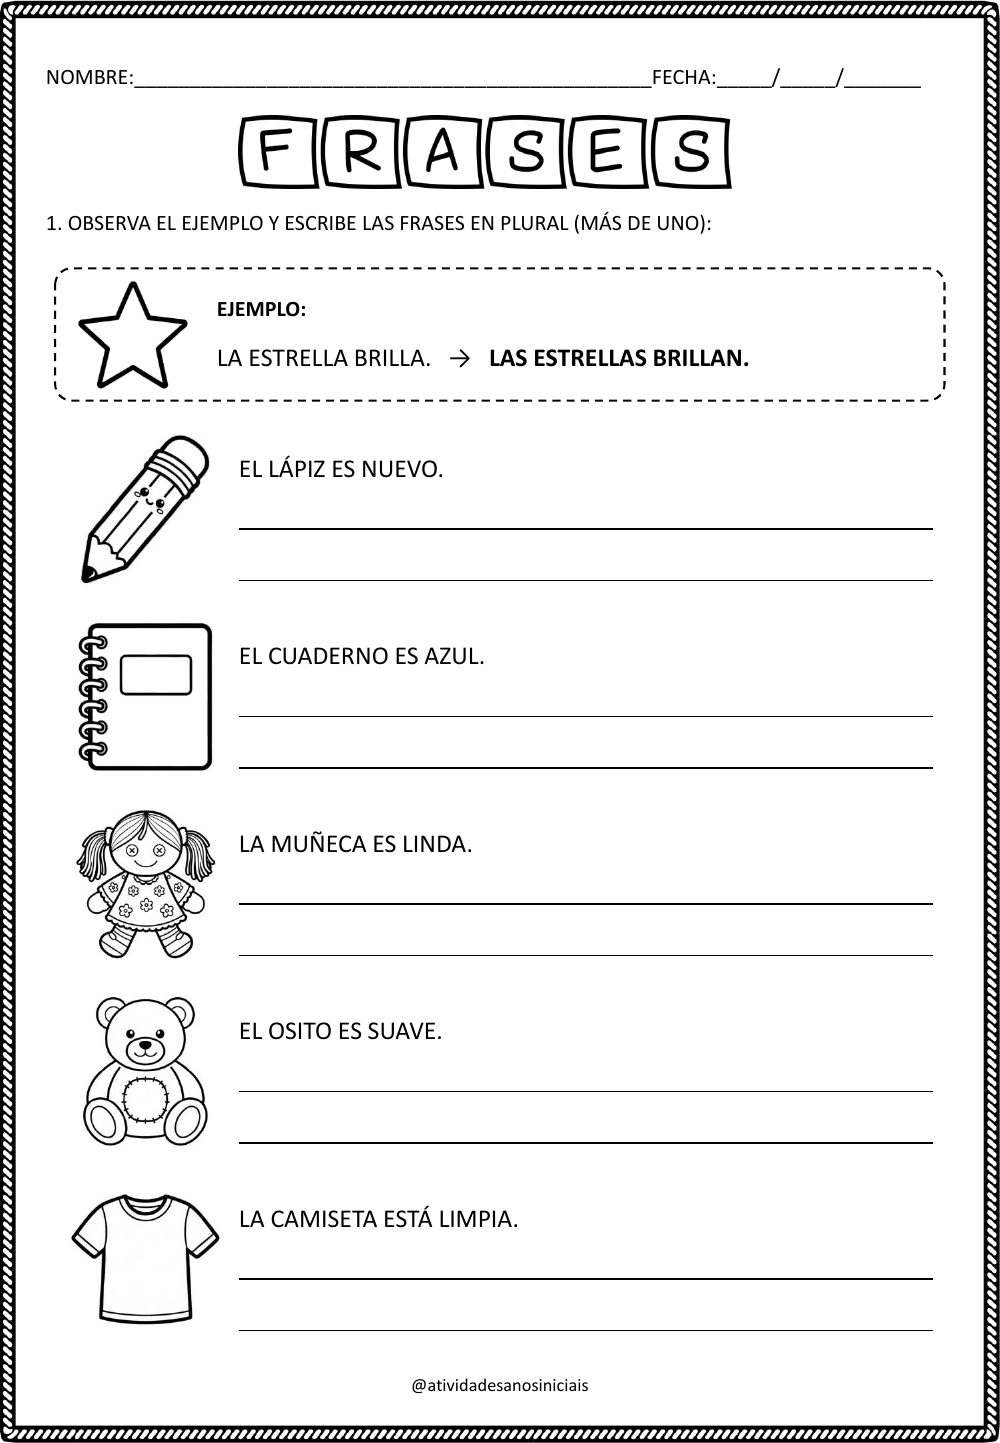 NOMBRE:_______________________________________________FECHA:_____/_____/_______
FRASES
1. OBSERVA EL EJEMPLO Y ESCRIBE LAS FRASES EN PLURAL (MÁS DE UNO):
EJEMPLO:
LA ESTRELLA BRILLA. → LAS ESTRELLAS BRILLAN.
EL LÁPIZ ES NUEVO.
EL CUADERNO ES AZUL.
LA MUÑECA ES LINDA.
EL OSITO ES SUAVE.
LA CAMISETA ESTÁ LIMPIA.
@atividadesanosiniciais